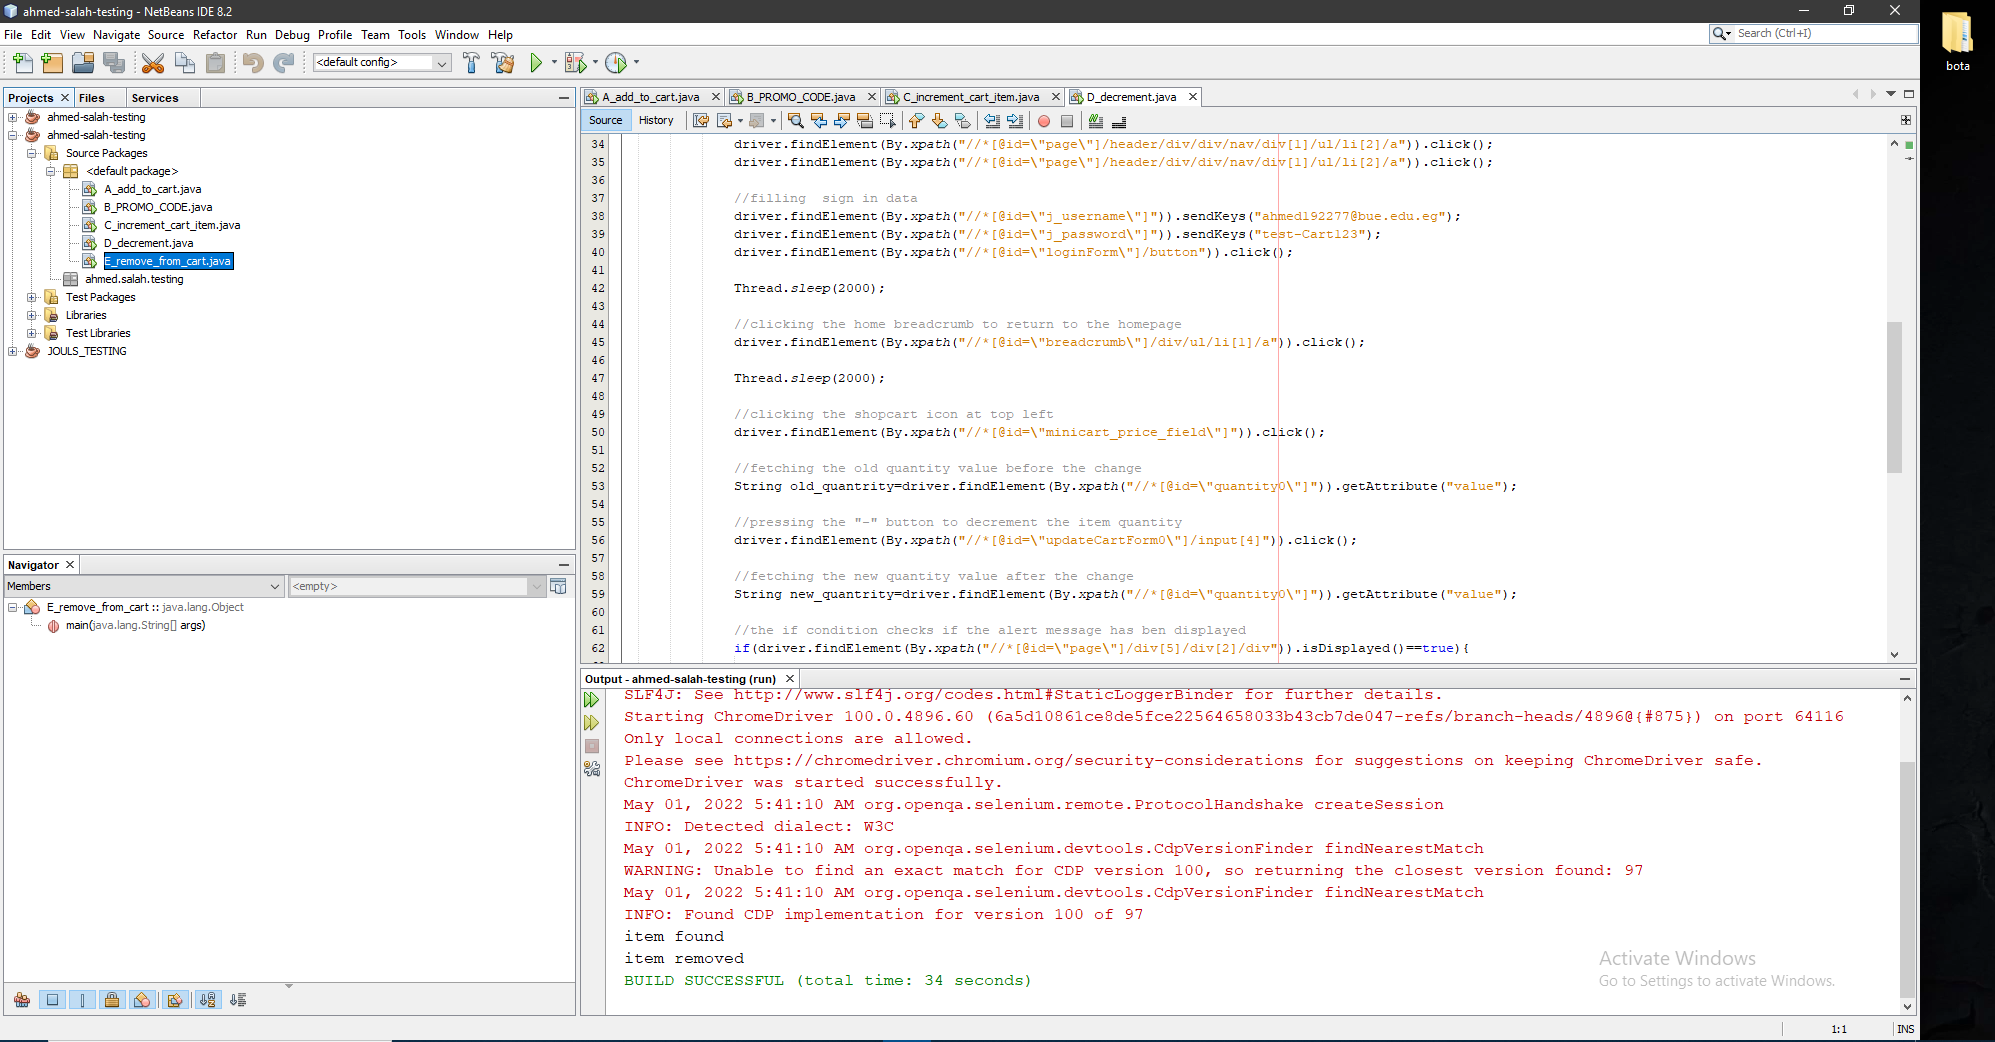 ahmed-salah-testing - NetBeans IDE 8.2
File Edit View Navigate Source Refactor Run Debug Profile Team Tools Window Help
Search (Ctrl+I)
<default config>
bota
Projects Files Services
ahmed-salah-testing
ahmed-salah-testing
Source Packages
<default package>
A_add_to_cart.java
B_PROMO_CODE.java
C_increment_cart_item.java
D_decrement.java
E_remove_from_cart.java
ahmed.salah.testing
Test Packages
Libraries
Test Libraries
JOULS_TESTING
Navigator
Members
<empty>
E_remove_from_cart :: java.lang.Object
main(java.lang.String[] args)
A_add_to_cart.java B_PROMO_CODE.java C_increment_cart_item.java D_decrement.java
Source History
34 driver.findElement(By.xpath("//*[@id=\"page\"]/header/div/div/nav/div[1]/ul/li[2]/a")).click();
35 driver.findElement(By.xpath("//*[@id=\"page\"]/header/div/div/nav/div[1]/ul/li[2]/a")).click();
36
37 //filling  sign in data
38 driver.findElement(By.xpath("//*[@id=\"j_username\"]")).sendKeys("ahmed192277@bue.edu.eg");
39 driver.findElement(By.xpath("//*[@id=\"j_password\"]")).sendKeys("test-Cart123");
40 driver.findElement(By.xpath("//*[@id=\"loginForm\"]/button")).click();
41
42 Thread.sleep(2000);
43
44 //clicking the home breadcrumb to return to the homepage
45 driver.findElement(By.xpath("//*[@id=\"breadcrumb\"]/div/ul/li[1]/a")).click();
46
47 Thread.sleep(2000);
48
49 //clicking the shopcart icon at top left
50 driver.findElement(By.xpath("//*[@id=\"minicart_price_field\"]")).click();
51
52 //fetching the old quantity value before the change
53 String old_quantrity=driver.findElement(By.xpath("//*[@id=\"quantity0\"]")).getAttribute("value");
54
55 //pressing the "-" button to decrement the item quantity
56 driver.findElement(By.xpath("//*[@id=\"updateCartForm0\"]/input[4]")).click();
57
58 //fetching the new quantity value after the change
59 String new_quantrity=driver.findElement(By.xpath("//*[@id=\"quantity0\"]")).getAttribute("value");
60
61 //the if condition checks if the alert message has ben displayed
62 if(driver.findElement(By.xpath("//*[@id=\"page\"]/div[5]/div[2]/div")).isDisplayed()==true){
Output - ahmed-salah-testing (run)
SLF4J: See http://www.slf4j.org/codes.html#StaticLoggerBinder for further details.
Starting ChromeDriver 100.0.4896.60 (6a5d10861ce8de5fce22564658033b43cb7de047-refs/branch-heads/4896@{#875}) on port 64116
Only local connections are allowed.
Please see https://chromedriver.chromium.org/security-considerations for suggestions on keeping ChromeDriver safe.
ChromeDriver was started successfully.
May 01, 2022 5:41:10 AM org.openqa.selenium.remote.ProtocolHandshake createSession
INFO: Detected dialect: W3C
May 01, 2022 5:41:10 AM org.openqa.selenium.devtools.CdpVersionFinder findNearestMatch
WARNING: Unable to find an exact match for CDP version 100, so returning the closest version found: 97
May 01, 2022 5:41:10 AM org.openqa.selenium.devtools.CdpVersionFinder findNearestMatch
INFO: Found CDP implementation for version 100 of 97
item found
item removed
BUILD SUCCESSFUL (total time: 34 seconds)
Activate Windows
Go to Settings to activate Windows.
1:1 INS